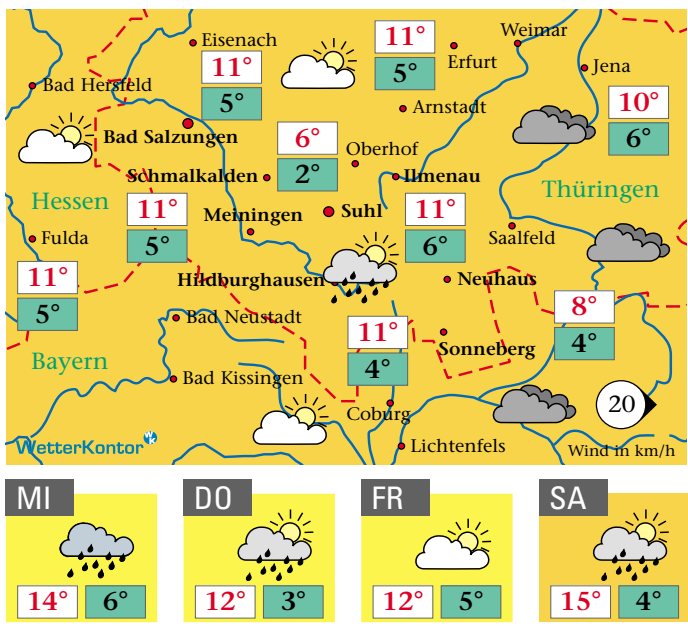 Weimar
Eisenach
11°
5°
Erfurt
11°
5°
Jena
Bad Hersfeld
10°
6°
Arnstadt
Bad Salzungen
6°
2°
Oberhof
Schmalkalden
Ilmenau
Thüringen
Hessen
11°
5°
Meiningen
Suhl
11°
6°
Saalfeld
Fulda
11°
5°
Hildburghausen
Neuhaus
8°
4°
Bad Neustadt
11°
4°
Sonneberg
Bayern
Bad Kissingen
Coburg
20
WetterKontor
Lichtenfels
Wind in km/h
MI
DO
FR
SA
14° 6°
12° 3°
12° 5°
15° 4°